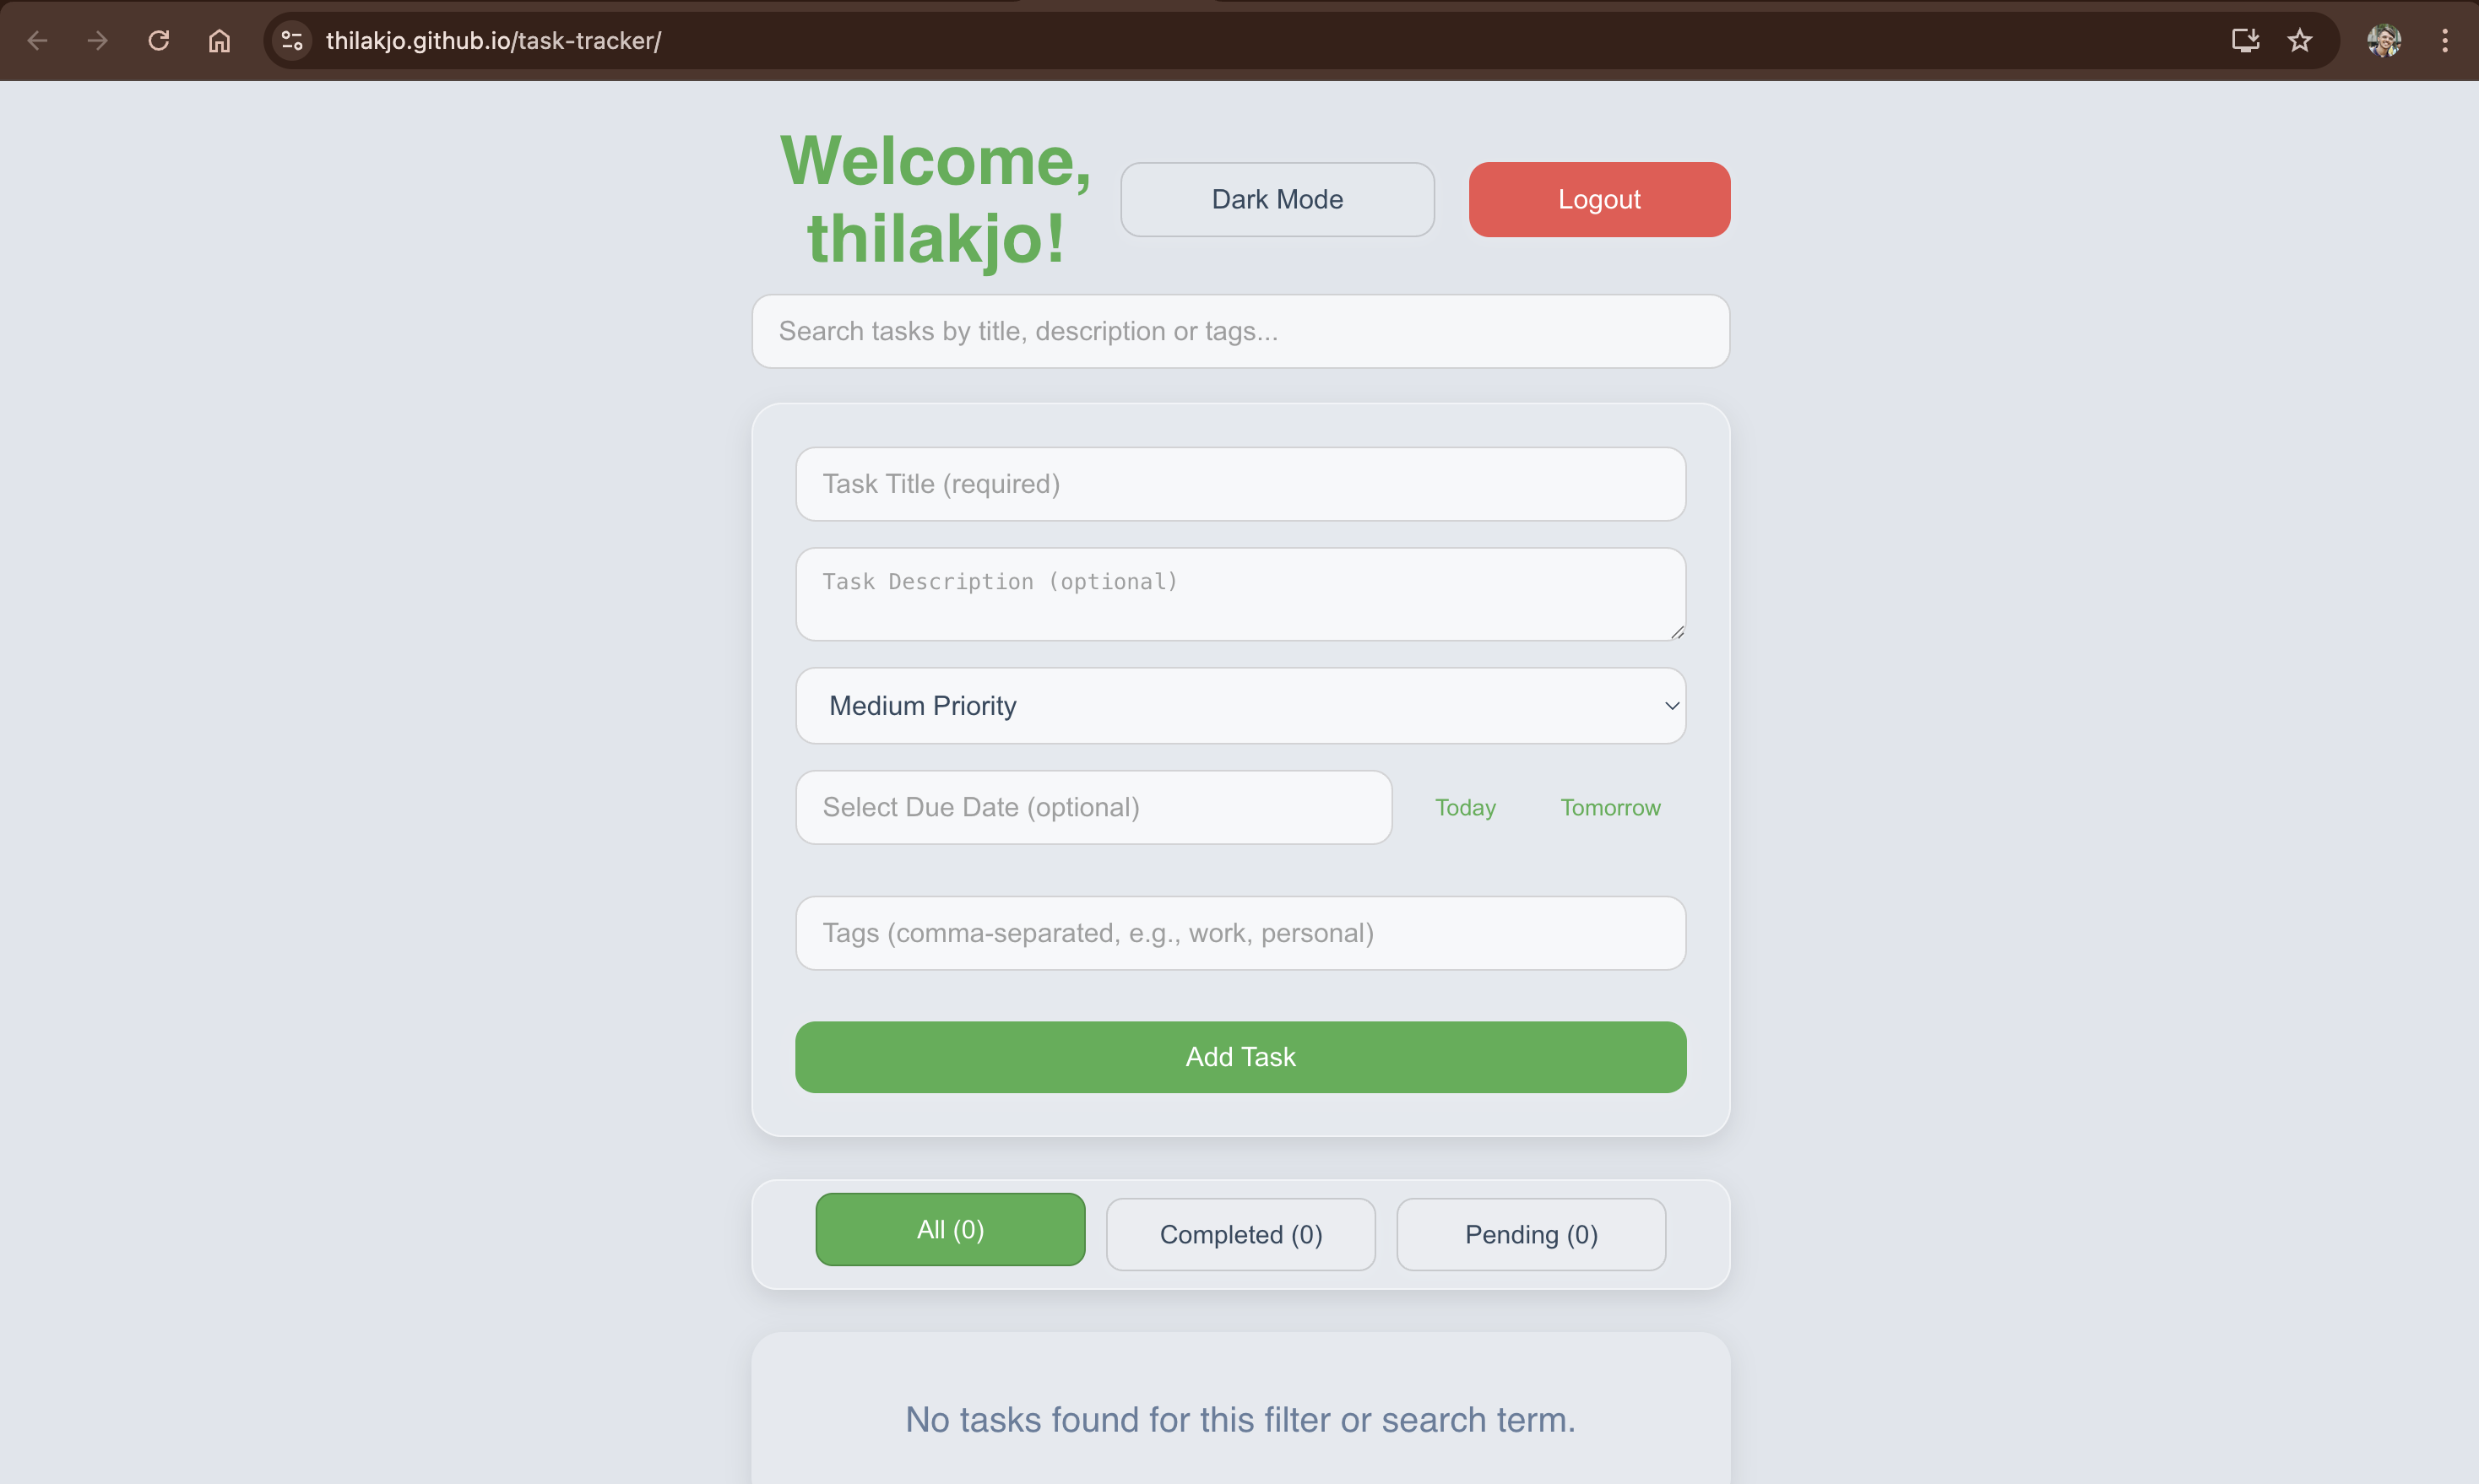 thilakjo.github.io/task-tracker/
Welcome,
thilakjo!
Dark Mode
Logout
Search tasks by title, description or tags...
Task Title (required)
Task Description (optional)
Medium Priority
Select Due Date (optional)
Today
Tomorrow
Tags (comma-separated, e.g., work, personal)
Add Task
All (0)
Completed (0)
Pending (0)
No tasks found for this filter or search term.